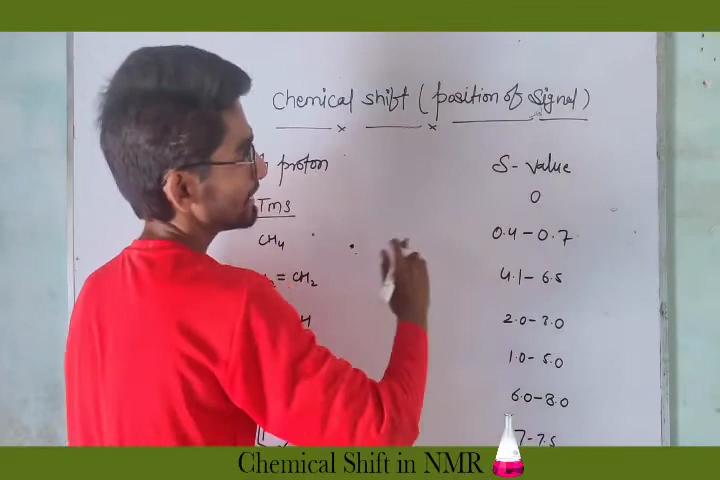 Chemical shift (position of signal)
proton S-value
Tms 0
CH4 0.4-0.7
= CH2 4.1-6.5
H 2.0-3.0
1.0-5.0
6.0-8.0
7-7.5
Chemical Shift in NMR